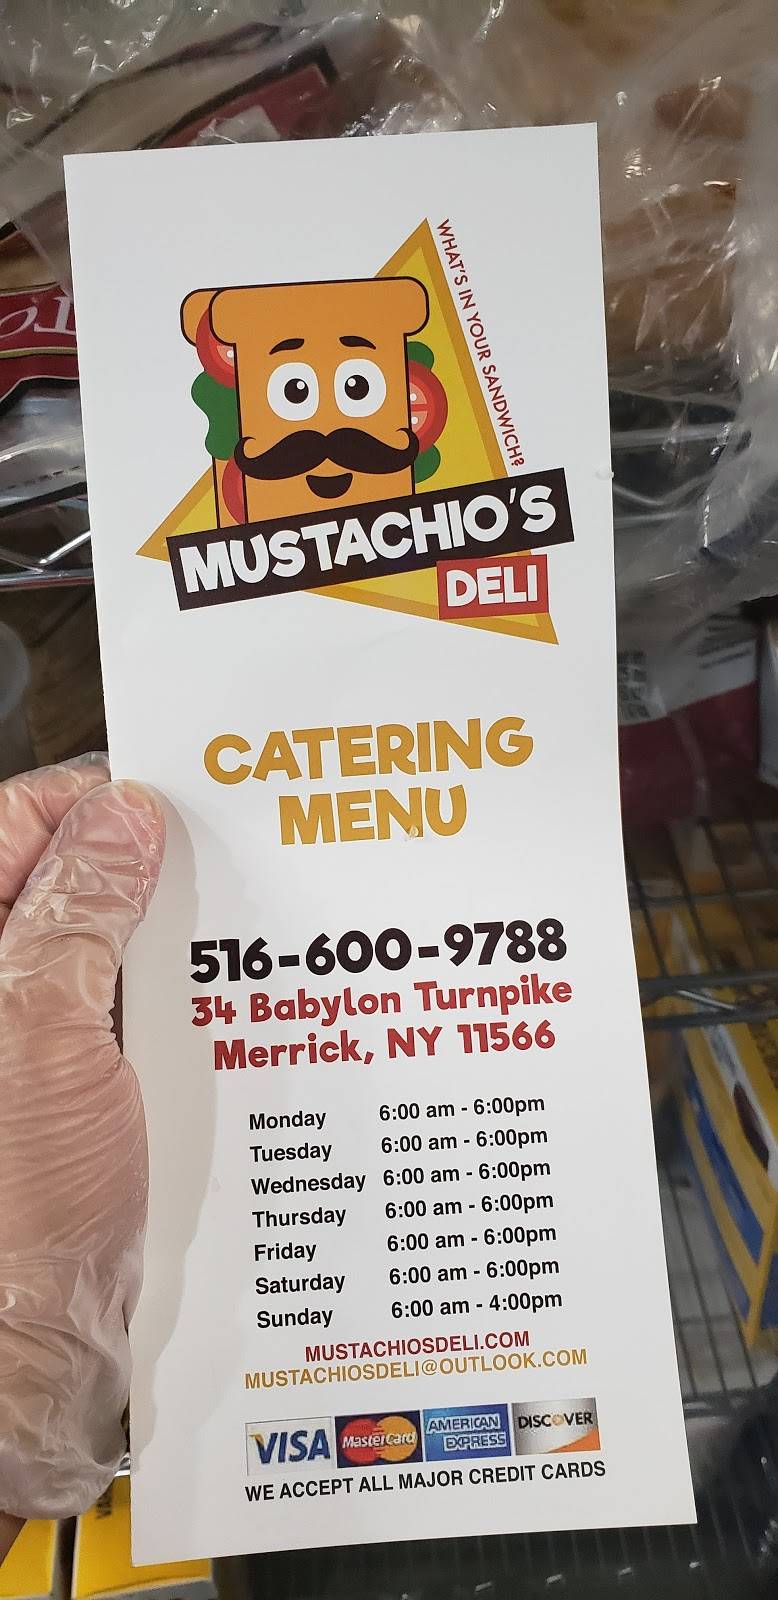 WHAT'S IN YOUR SANDWICH?
MUSTACHIO'S
DELI
CATERING
MENU
516-600-9788
34 Babylon Turnpike
Merrick, NY 11566
Monday 6:00 am - 6:00pm
Tuesday 6:00 am - 6:00pm
Wednesday 6:00 am - 6:00pm
Thursday 6:00 am - 6:00pm
Friday 6:00 am - 6:00pm
Saturday 6:00 am - 6:00pm
Sunday 6:00 am - 4:00pm
MUSTACHIOSDELI.COM
MUSTACHIOSDELI@OUTLOOK.COM
VISA MasterCard AMERICAN EXPRESS DISCOVER
WE ACCEPT ALL MAJOR CREDIT CARDS